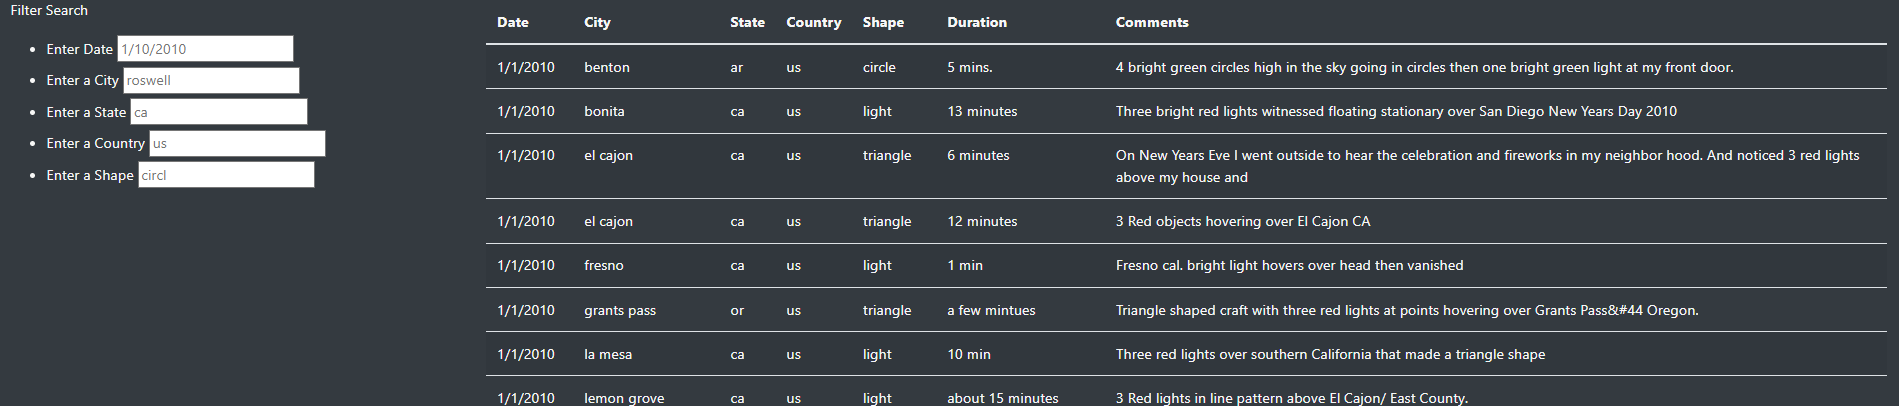 Filter Search
Enter Date 1/10/2010
Enter a City roswell
Enter a State ca
Enter a Country us
Enter a Shape circl
Date City State Country Shape Duration Comments
1/1/2010 benton ar us circle 5 mins. 4 bright green circles high in the sky going in circles then one bright green light at my front door.
1/1/2010 bonita ca us light 13 minutes Three bright red lights witnessed floating stationary over San Diego New Years Day 2010
1/1/2010 el cajon ca us triangle 6 minutes On New Years Eve I went outside to hear the celebration and fireworks in my neighbor hood. And noticed 3 red lights
above my house and
1/1/2010 el cajon ca us triangle 12 minutes 3 Red objects hovering over El Cajon CA
1/1/2010 fresno ca us light 1 min Fresno cal. bright light hovers over head then vanished
1/1/2010 grants pass or us triangle a few mintues Triangle shaped craft with three red lights at points hovering over Grants Pass&#44 Oregon.
1/1/2010 la mesa ca us light 10 min Three red lights over southern California that made a triangle shape
1/1/2010 lemon grove ca us light about 15 minutes 3 Red lights in line pattern above El Cajon/ East County.